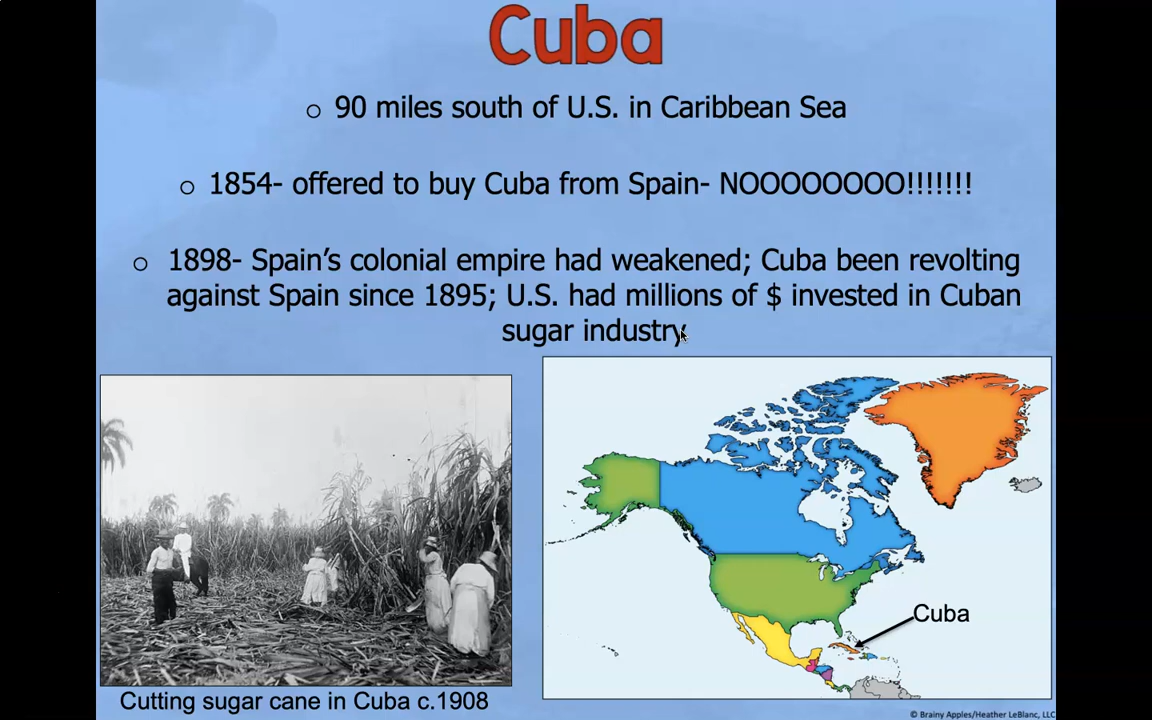 Cuba
o 90 miles south of U.S. in Caribbean Sea
o 1854- offered to buy Cuba from Spain- NOOOOOOOO!!!!!!!
o 1898- Spain’s colonial empire had weakened; Cuba been revolting
against Spain since 1895; U.S. had millions of $ invested in Cuban
sugar industry
Cuba
Cutting sugar cane in Cuba c.1908
© Brainy Apples/Heather LeBlanc, LLC